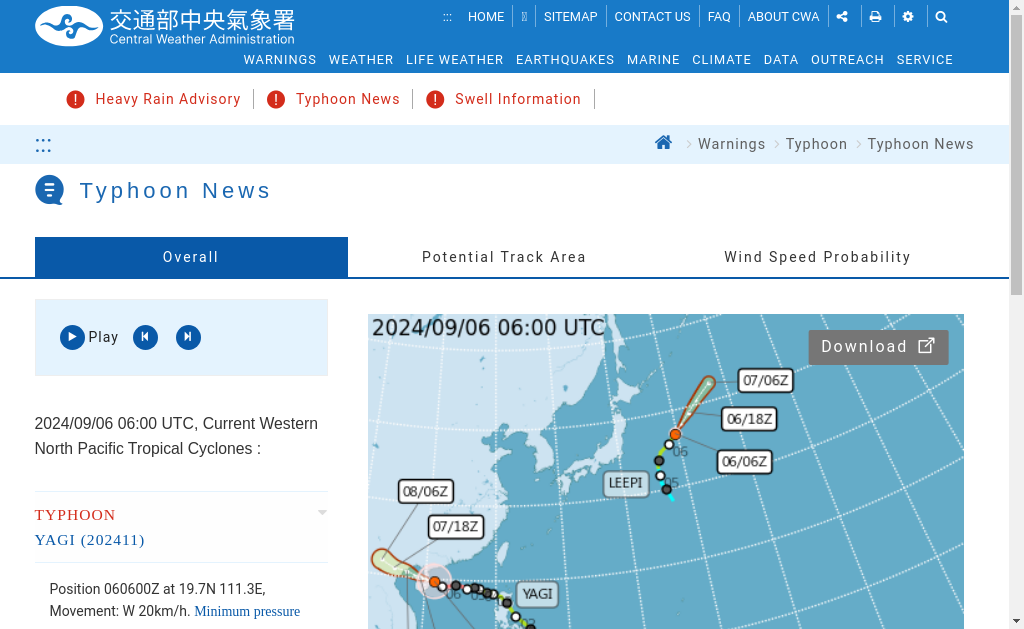 交通部中央氣象署
Central Weather Administration
::: HOME SITEMAP CONTACT US FAQ ABOUT CWA
WARNINGS WEATHER LIFE WEATHER EARTHQUAKES MARINE CLIMATE DATA OUTREACH SERVICE
Heavy Rain Advisory Typhoon News Swell Information
::: Warnings Typhoon Typhoon News
Typhoon News
Overall Potential Track Area Wind Speed Probability
Play
2024/09/06 06:00 UTC, Current Western
North Pacific Tropical Cyclones :
TYPHOON
YAGI (202411)
Position 060600Z at 19.7N 111.3E,
Movement: W 20km/h. Minimum pressure
2024/09/06 06:00 UTC
Download
07/06Z
06/18Z
06/06Z
06
05
LEEPI
08/06Z
07/18Z
06
YAGI